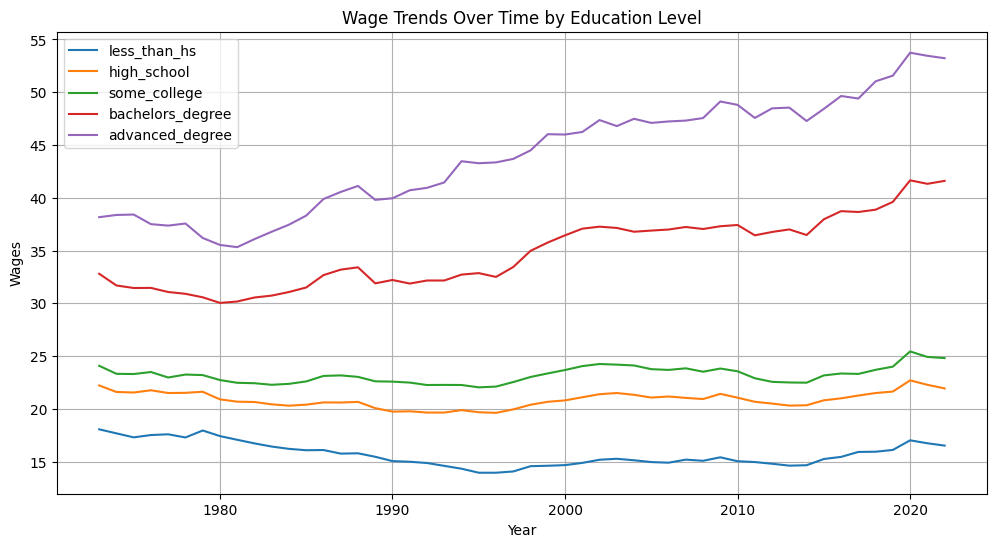 Wage Trends Over Time by Education Level
55
50
45
40
35
30
25
20
15
Wages
less_than_hs
high_school
some_college
bachelors_degree
advanced_degree
1980
1990
2000
2010
2020
Year